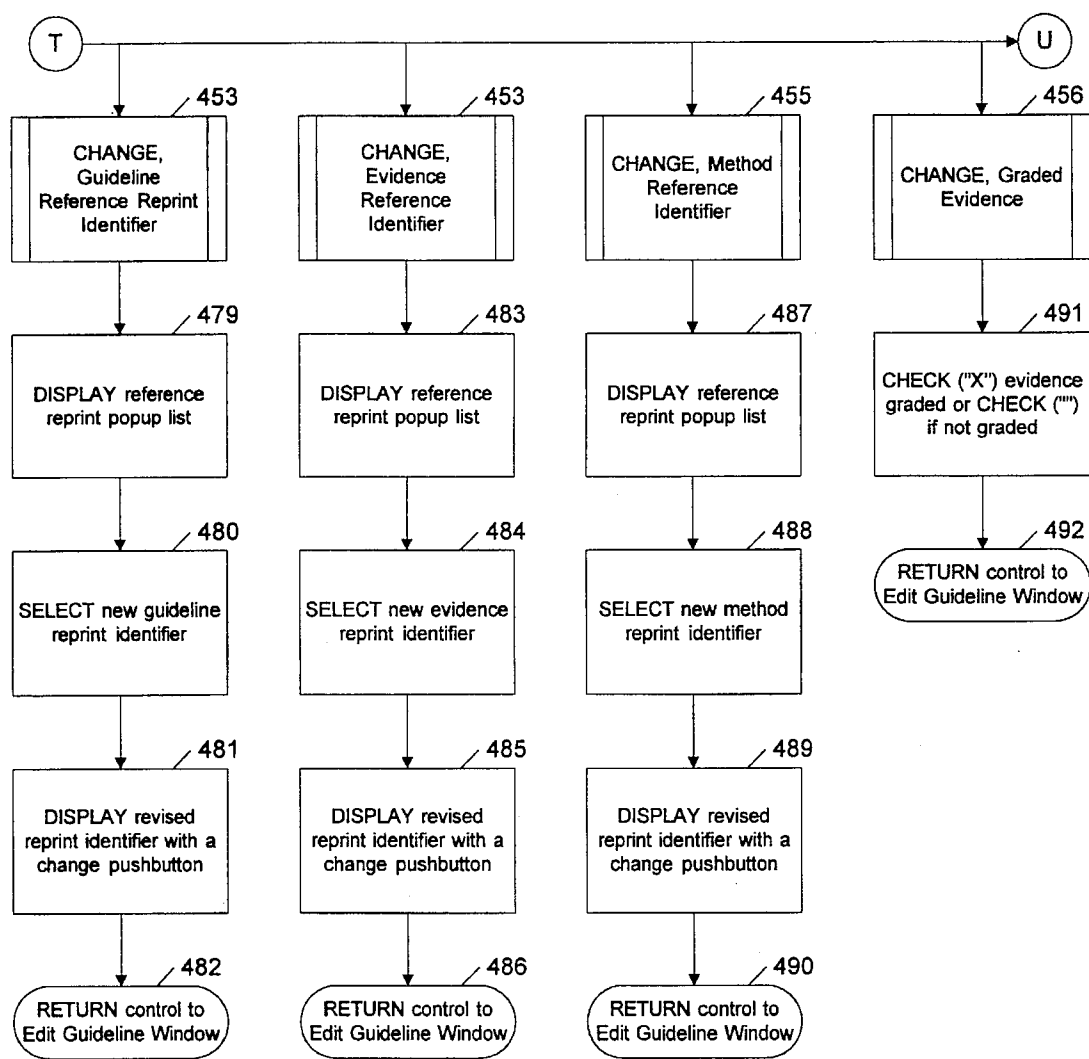 T
U
453
CHANGE,
Guideline
Reference Reprint
Identifier
453
CHANGE,
Evidence
Reference
Identifier
455
CHANGE, Method
Reference
Identifier
456
CHANGE, Graded
Evidence
479
DISPLAY reference
reprint popup list
483
DISPLAY reference
reprint popup list
487
DISPLAY reference
reprint popup list
491
CHECK ("X") evidence
graded or CHECK ("")
if not graded
480
SELECT new guideline
reprint identifier
484
SELECT new evidence
reprint identifier
488
SELECT new method
reprint identifier
492
RETURN control to
Edit Guideline Window
481
DISPLAY revised
reprint identifier with a
change pushbutton
485
DISPLAY revised
reprint identifier with a
change pushbutton
489
DISPLAY revised
reprint identifier with a
change pushbutton
482
RETURN control to
Edit Guideline Window
486
RETURN control to
Edit Guideline Window
490
RETURN control to
Edit Guideline Window